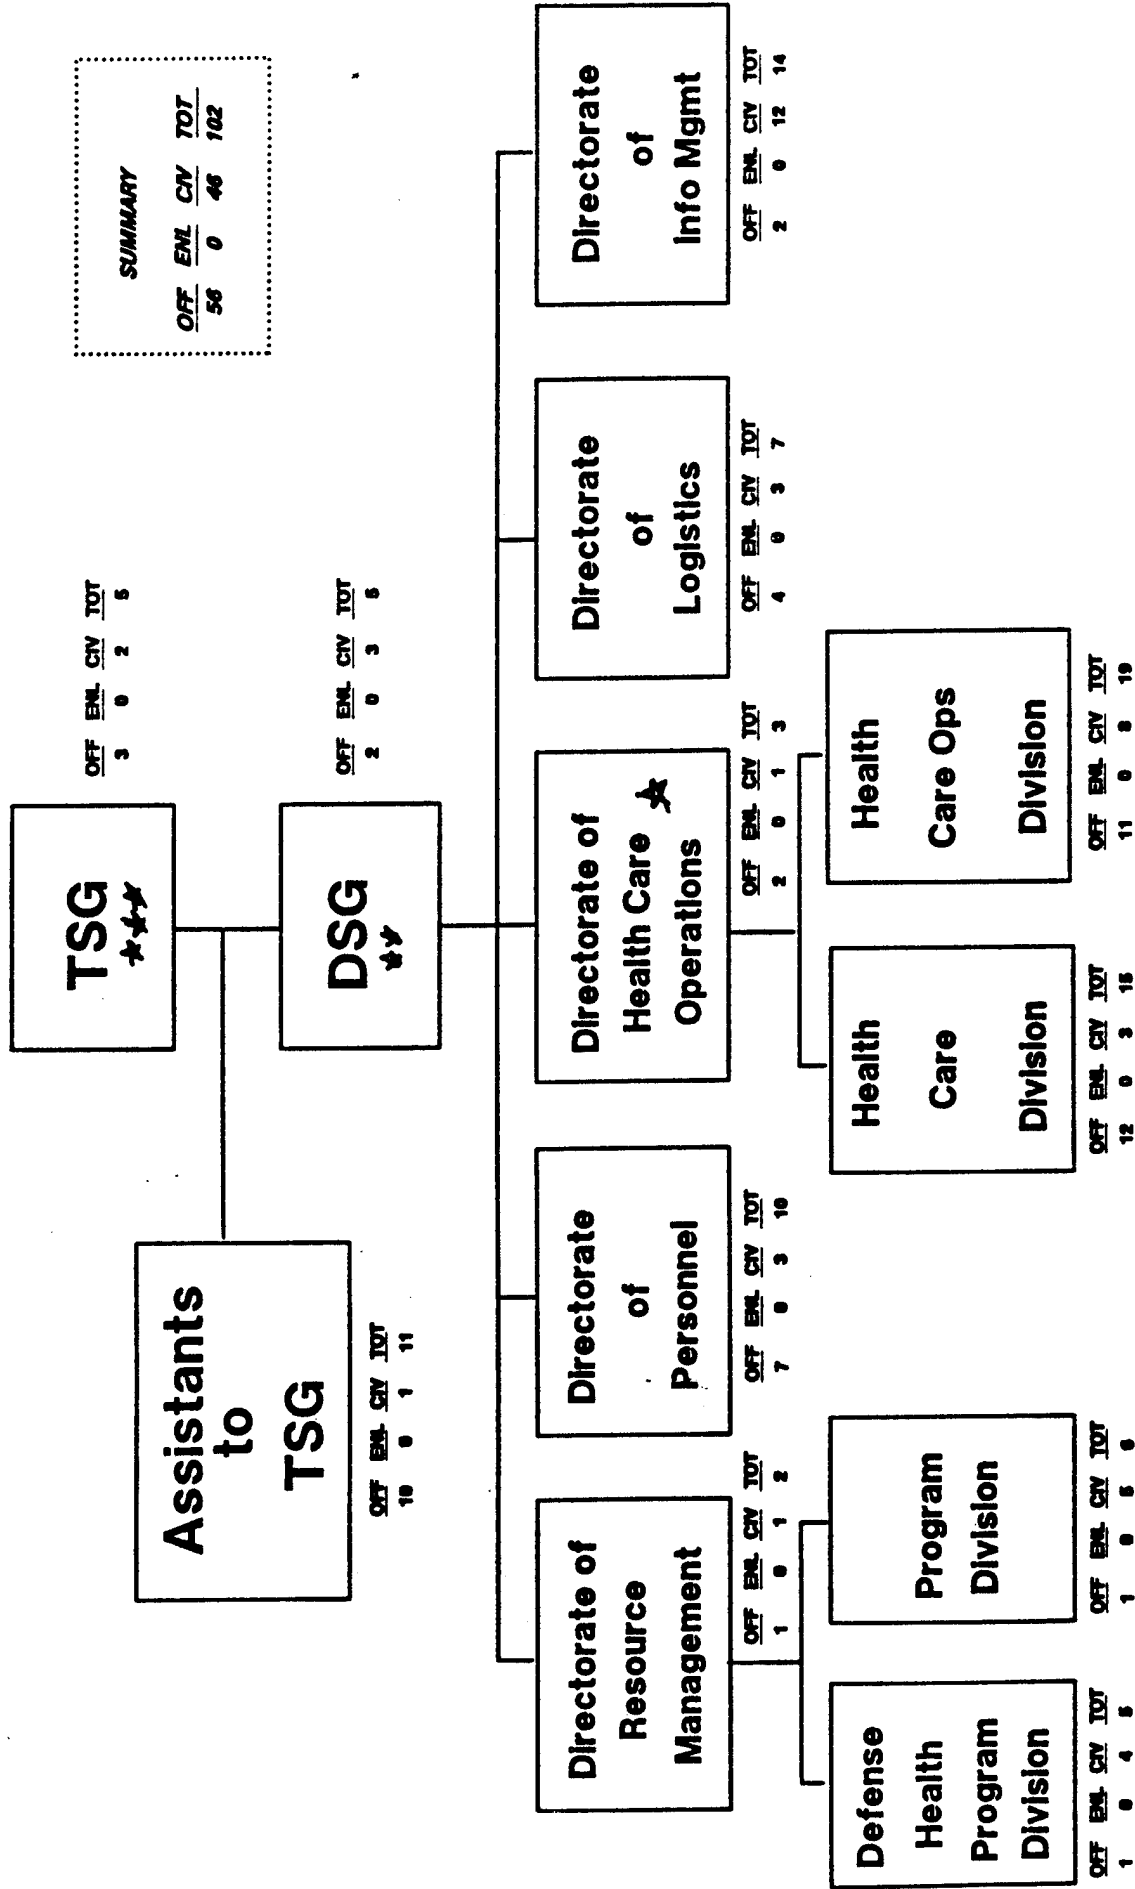 SUMMARY
OFF ENL CIV TOT
56 0 46 102
TSG
☆☆☆
OFF ENL CIV TOT
3 0 2 5
Assistants
to
TSG
OFF ENL CIV TOT
10 0 1 11
DSG
☆☆
OFF ENL CIV TOT
2 0 3 5
Directorate of
Resource
Management
OFF ENL CIV TOT
1 0 1 2
Directorate
of
Personnel
OFF ENL CIV TOT
7 0 3 10
Directorate of
Health Care ☆
Operations
OFF ENL CIV TOT
2 0 1 3
Directorate
of
Logistics
OFF ENL CIV TOT
4 0 3 7
Directorate
of
Info Mgmt
OFF ENL CIV TOT
2 0 12 14
Defense
Health
Program
Division
OFF ENL CIV TOT
1 0 4 5
Program
Division
OFF ENL CIV TOT
1 0 5 6
Health
Care
Division
OFF ENL CIV TOT
12 0 3 15
Health
Care Ops
Division
OFF ENL CIV TOT
11 0 8 19